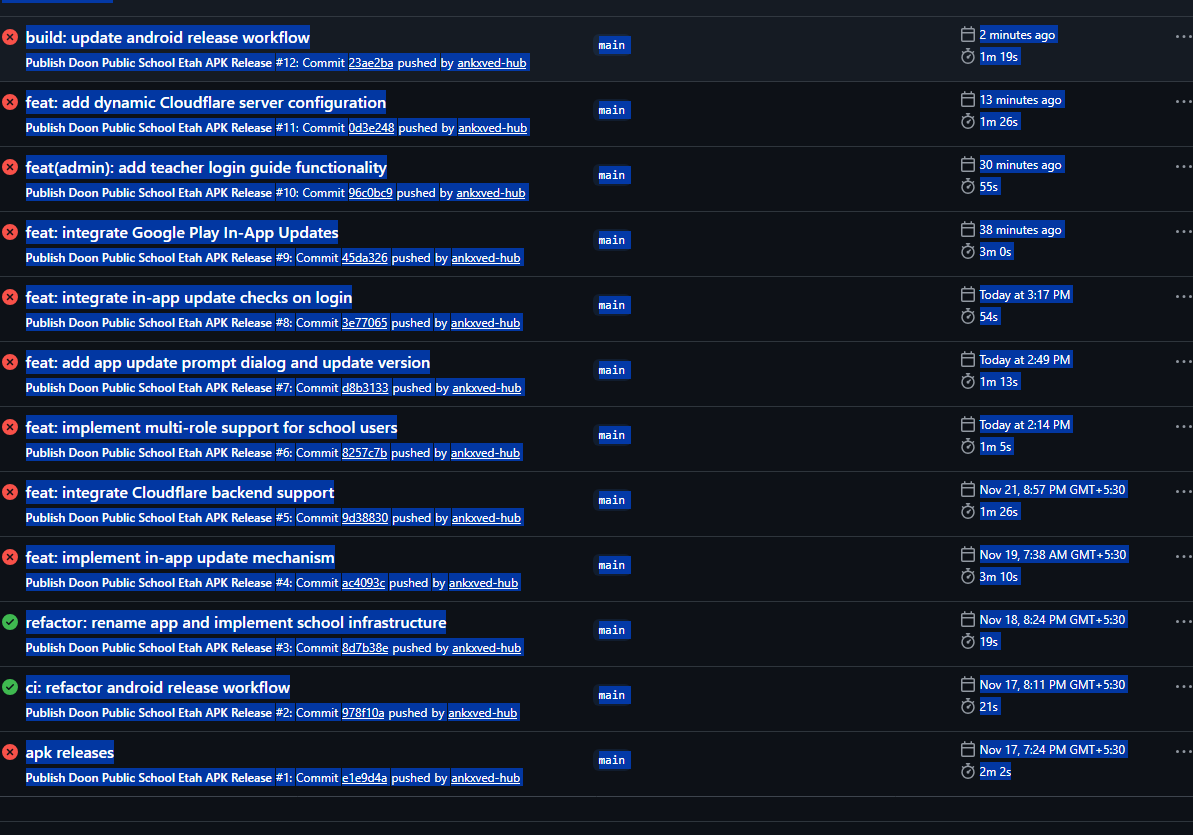 build: update android release workflow
Publish Doon Public School Etah APK Release #12: Commit 23ae2ba pushed by ankxved-hub
main
2 minutes ago
1m 19s
feat: add dynamic Cloudflare server configuration
Publish Doon Public School Etah APK Release #11: Commit 0d3e248 pushed by ankxved-hub
main
13 minutes ago
1m 26s
feat(admin): add teacher login guide functionality
Publish Doon Public School Etah APK Release #10: Commit 96c0bc9 pushed by ankxved-hub
main
30 minutes ago
55s
feat: integrate Google Play In-App Updates
Publish Doon Public School Etah APK Release #9: Commit 45da326 pushed by ankxved-hub
main
38 minutes ago
3m 0s
feat: integrate in-app update checks on login
Publish Doon Public School Etah APK Release #8: Commit 3e77065 pushed by ankxved-hub
main
Today at 3:17 PM
54s
feat: add app update prompt dialog and update version
Publish Doon Public School Etah APK Release #7: Commit d8b3133 pushed by ankxved-hub
main
Today at 2:49 PM
1m 13s
feat: implement multi-role support for school users
Publish Doon Public School Etah APK Release #6: Commit 8257c7b pushed by ankxved-hub
main
Today at 2:14 PM
1m 5s
feat: integrate Cloudflare backend support
Publish Doon Public School Etah APK Release #5: Commit 9d38830 pushed by ankxved-hub
main
Nov 21, 8:57 PM GMT+5:30
1m 26s
feat: implement in-app update mechanism
Publish Doon Public School Etah APK Release #4: Commit ac4093c pushed by ankxved-hub
main
Nov 19, 7:38 AM GMT+5:30
3m 10s
refactor: rename app and implement school infrastructure
Publish Doon Public School Etah APK Release #3: Commit 8d7b38e pushed by ankxved-hub
main
Nov 18, 8:24 PM GMT+5:30
19s
ci: refactor android release workflow
Publish Doon Public School Etah APK Release #2: Commit 978f10a pushed by ankxved-hub
main
Nov 17, 8:11 PM GMT+5:30
21s
apk releases
Publish Doon Public School Etah APK Release #1: Commit e1e9d4a pushed by ankxved-hub
main
Nov 17, 7:24 PM GMT+5:30
2m 2s